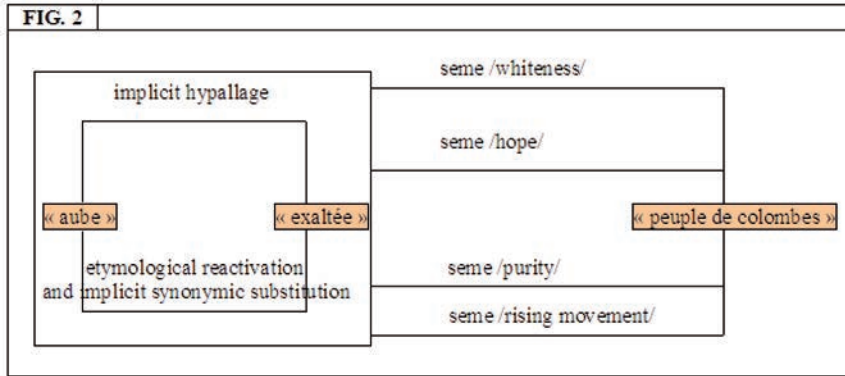 FIG. 2
seme /whiteness/
implicit hypallage
seme /hope/
« aube »
« exaltée »
« peuple de colombes »
etymological reactivation
and implicit synonymic substitution
seme /purity/
seme /rising movement/